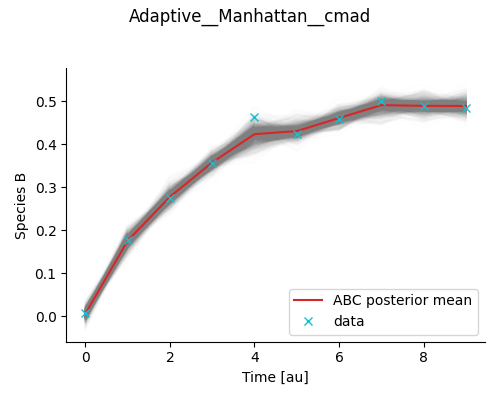 Adaptive__Manhattan__cmad
0.5
0.4
0.3
0.2
0.1
0.0
Species B
ABC posterior mean
data
0 2 4 6 8
Time [au]